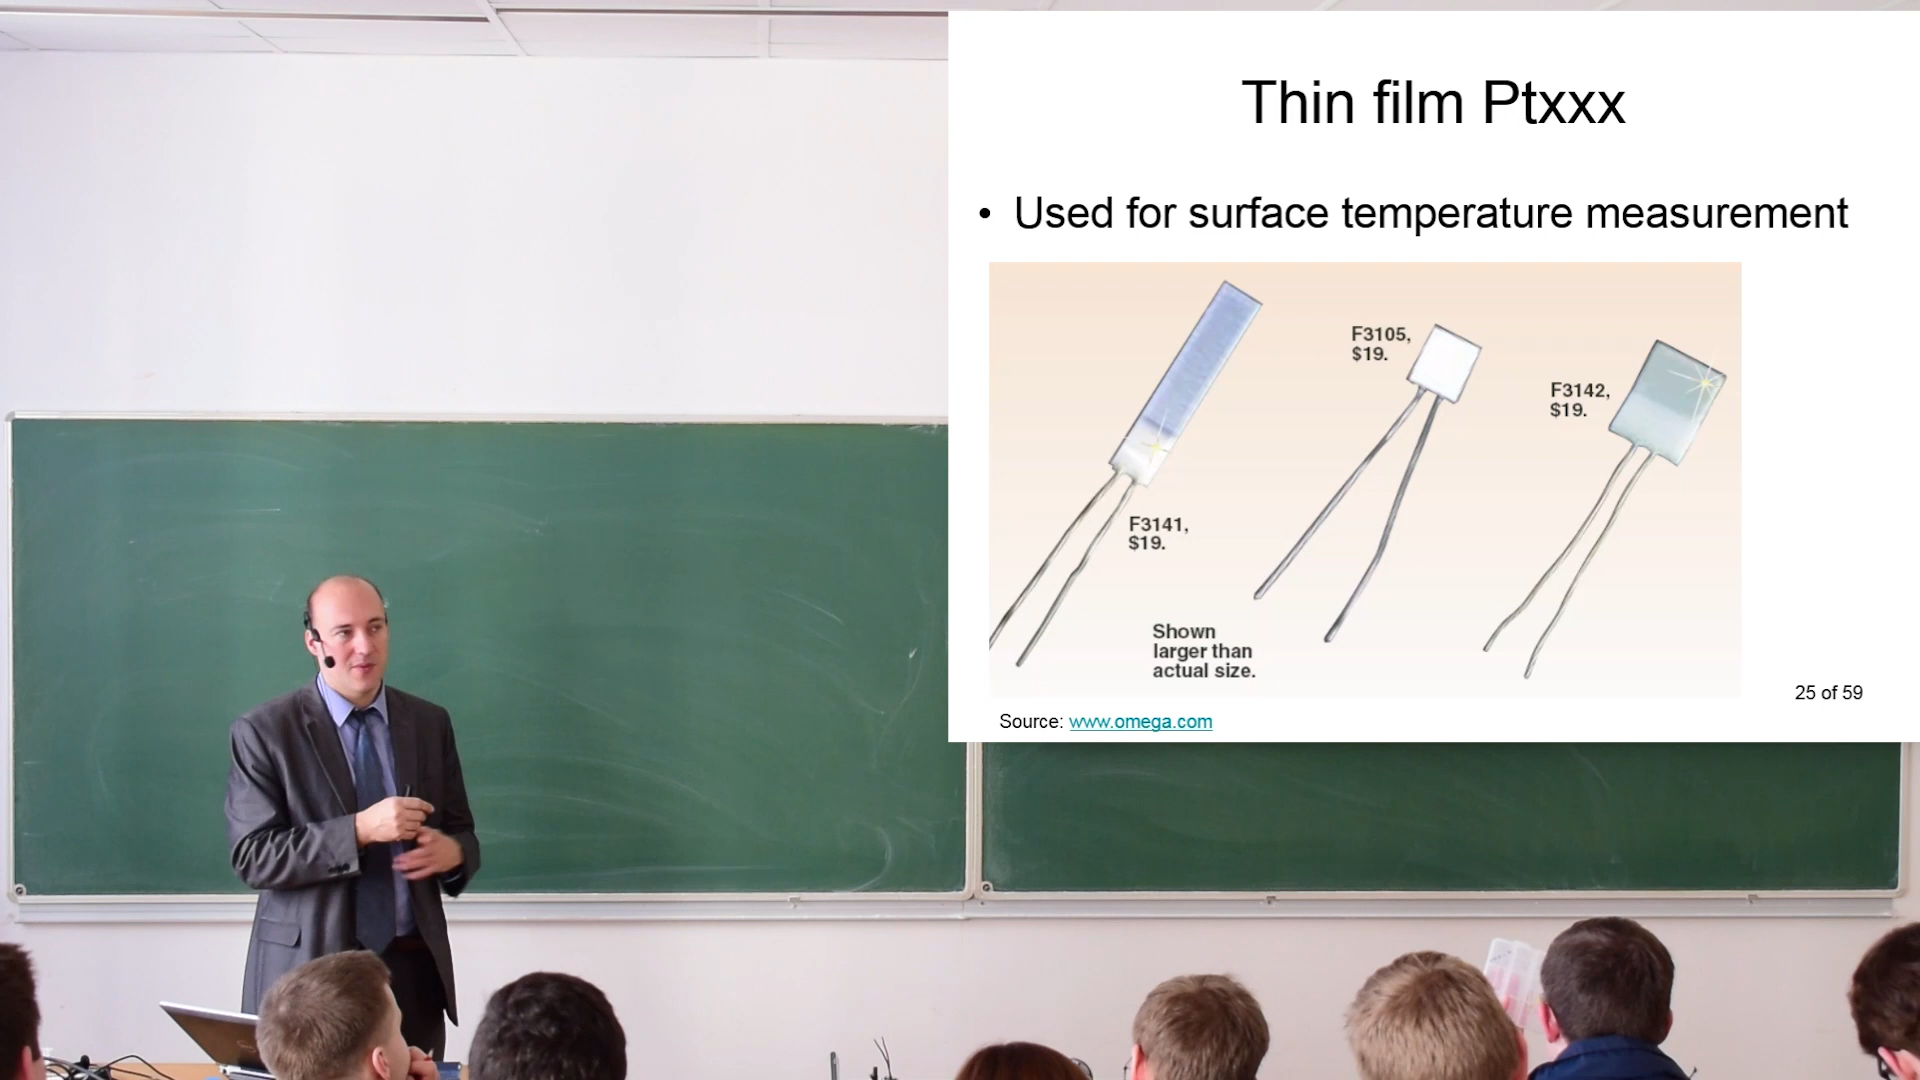 Thin film Ptxxx
• Used for surface temperature measurement
F3105,
$19.
F3142,
$19.
F3141,
$19.
Shown
larger than
actual size.
25 of 59
Source: www.omega.com